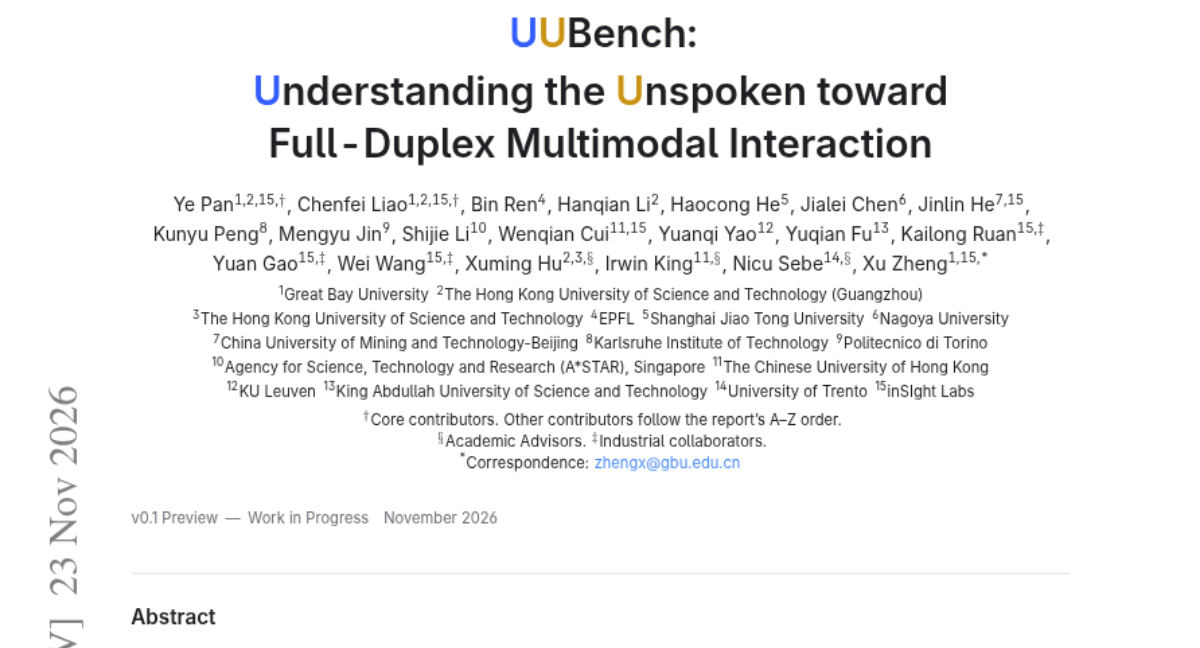 UUBench:
Understanding the Unspoken toward
Full-Duplex Multimodal Interaction
Ye Pan1,2,15,†, Chenfei Liao1,2,15,†, Bin Ren4, Hanqian Li2, Haocong He5, Jialei Chen6, Jinlin He7,15,
Kunyu Peng8, Mengyu Jin9, Shijie Li10, Wenqian Cui11,15, Yuanqi Yao12, Yuqian Fu13, Kailong Ruan15,‡,
Yuan Gao15,‡, Wei Wang15,‡, Xuming Hu2,3,§, Irwin King11,§, Nicu Sebe14,§, Xu Zheng1,15,*
1Great Bay University 2The Hong Kong University of Science and Technology (Guangzhou)
3The Hong Kong University of Science and Technology 4EPFL 5Shanghai Jiao Tong University 6Nagoya University
7China University of Mining and Technology-Beijing 8Karlsruhe Institute of Technology 9Politecnico di Torino
10Agency for Science, Technology and Research (A*STAR), Singapore 11The Chinese University of Hong Kong
12KU Leuven 13King Abdullah University of Science and Technology 14University of Trento 15inSIght Labs
†Core contributors. Other contributors follow the report's A–Z order.
§Academic Advisors. ‡Industrial collaborators.
*Correspondence: zhengx@gbu.edu.cn
v0.1 Preview — Work in Progress November 2026
Abstract
V] 23 Nov 2026